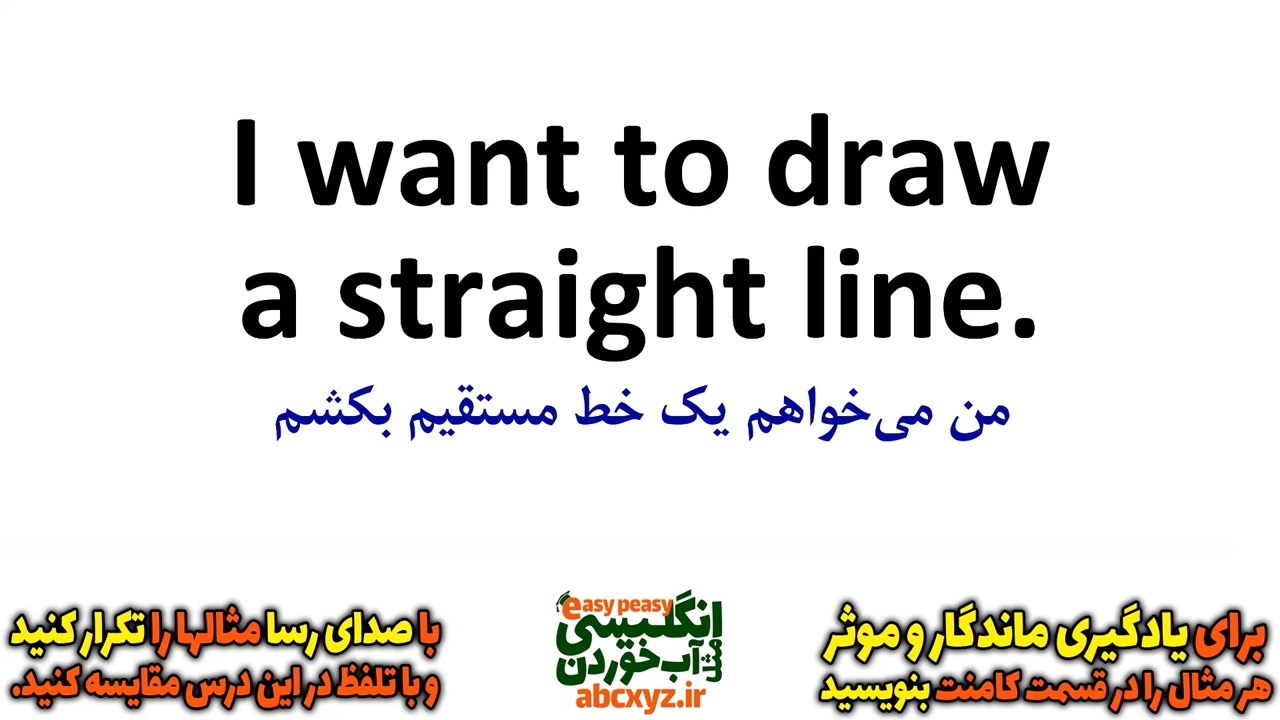 I want to draw
a straight line.
من می‌خواهم یک خط مستقیم بکشم
برای یادگیری ماندگار و موثر
هر مثال را در قسمت کامنت بنویسید
easy peasy
انگلیسی
مثل
آب خوردن
abcxyz.ir
با صدای رسا مثالها را تکرار کنید
و با تلفظ در این درس مقایسه کنید.